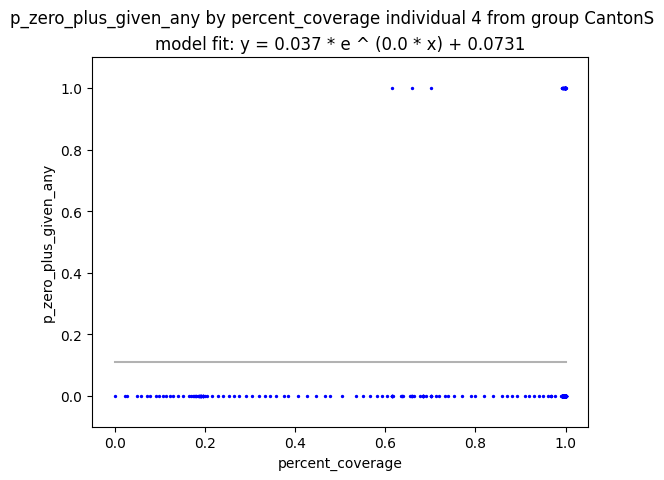 p_zero_plus_given_any by percent_coverage individual 4 from group CantonS
model fit: y = 0.037 * e ^ (0.0 * x) + 0.0731
1.0
0.8
0.6
0.4
0.2
0.0
p_zero_plus_given_any
0.0 0.2 0.4 0.6 0.8 1.0
percent_coverage